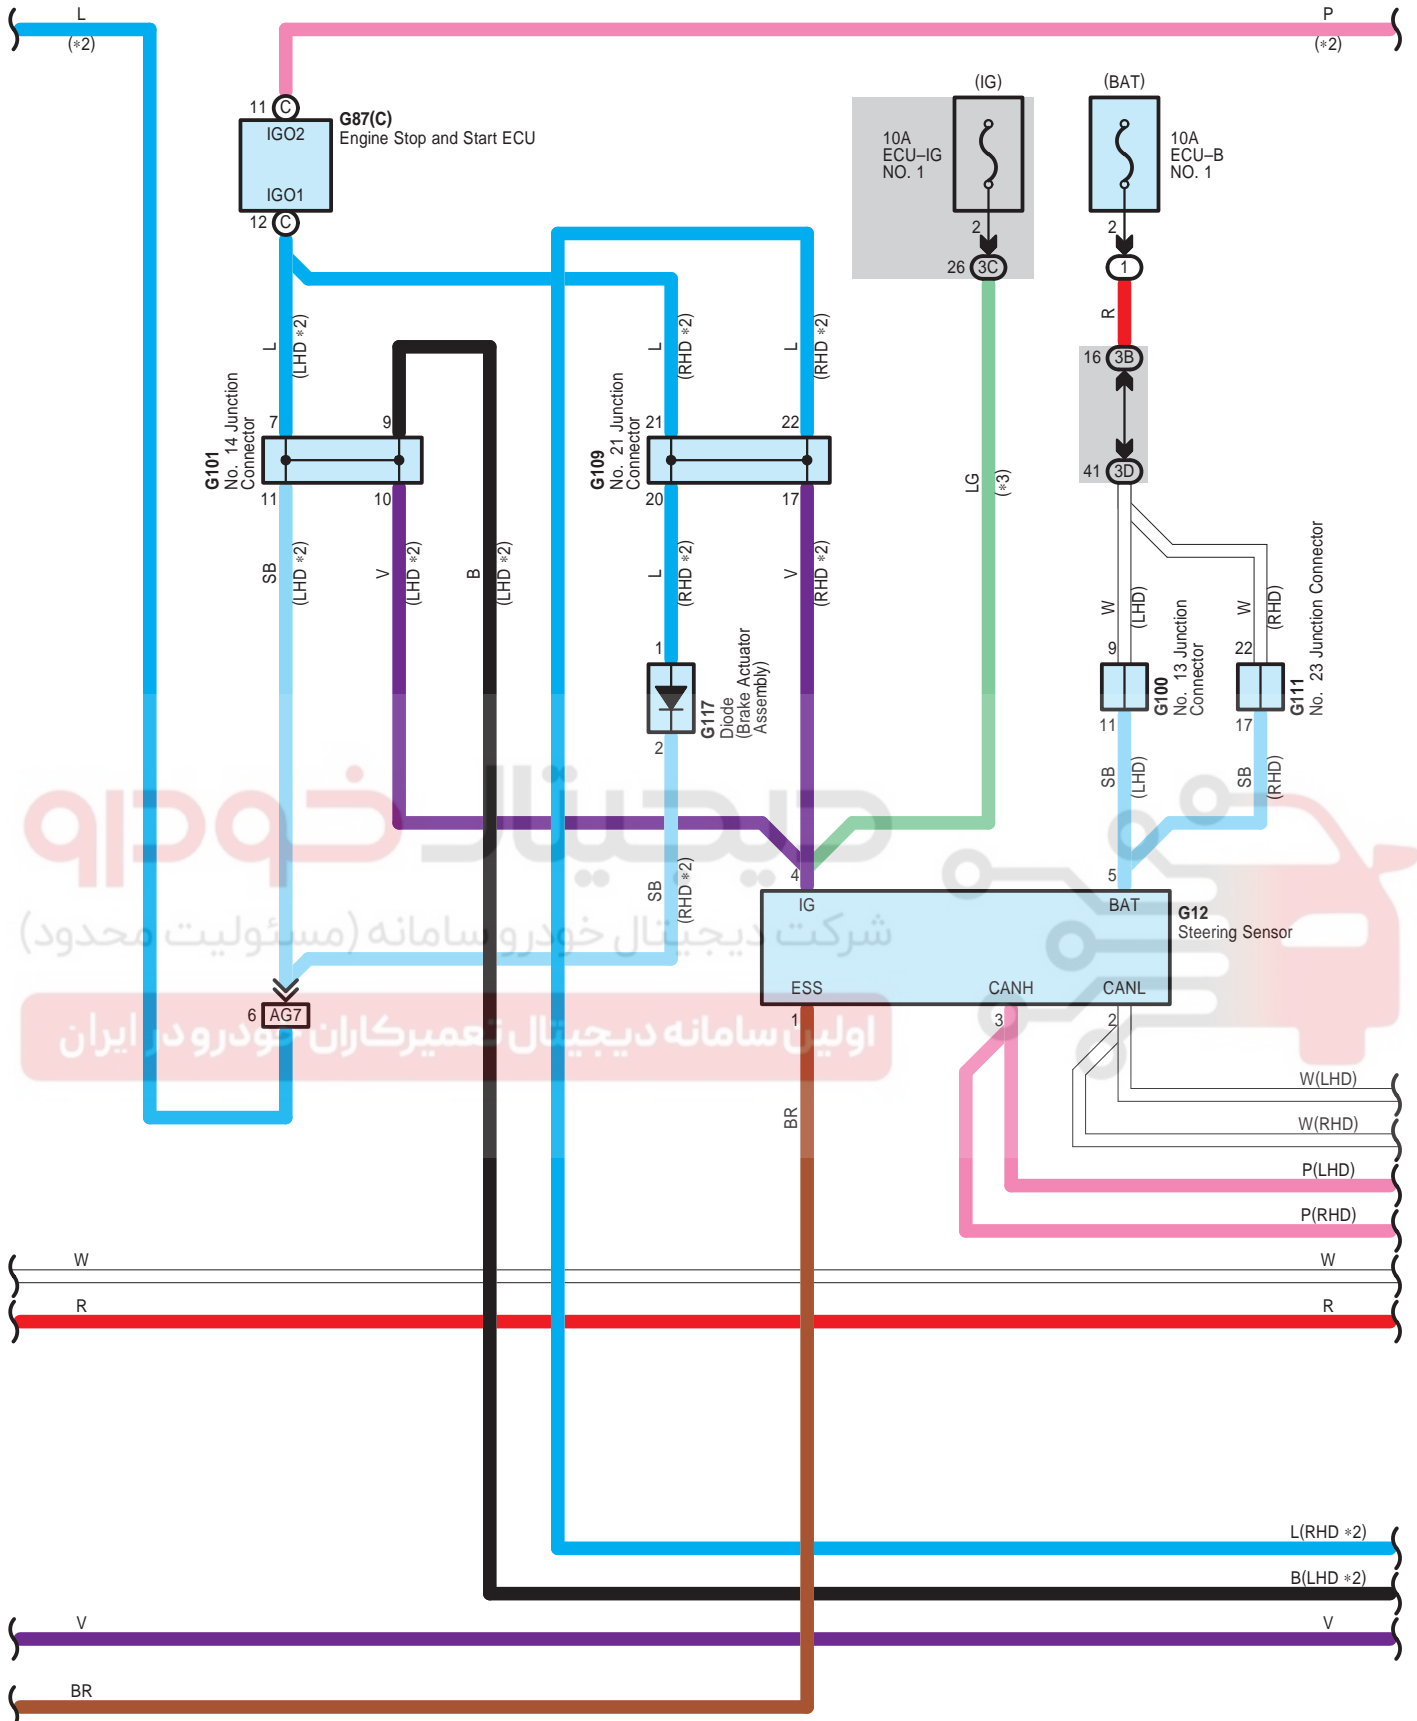 L
(*2)
P
(*2)
11 C
IGO2
IGO1
12 C
G87(C)
Engine Stop and Start ECU
(IG)
10A
ECU–IG
NO. 1
2
26 3C
(BAT)
10A
ECU–B
NO. 1
2
1
R
16 3B
41 3D
L
(LHD *2)
L
(RHD *2)
L
(RHD *2)
7
9
G101
No. 14 Junction
Connector
11
10
21
22
G109
No. 21 Junction
Connector
20
17
LG
(*3)
SB
(LHD *2)
V
(LHD *2)
B
(LHD *2)
L
(RHD *2)
V
(RHD *2)
W
(LHD)
W
(RHD)
9
G100
No. 13 Junction
Connector
11
22
G111
No. 23 Junction Connector
17
1
G117
Diode
(Brake Actuator
Assembly)
2
SB
(LHD)
SB
(RHD)
دیجیتال خودرو
شرکت دیجیتال خودرو سامانه (مسئولیت محدود)
اولین سامانه دیجیتال تعمیرکاران خودرو در ایران
SB
(RHD *2)
4
IG
5
BAT
G12
Steering Sensor
ESS
CANH
CANL
1
3
2
6 AG7
BR
W(LHD)
W(RHD)
P(LHD)
P(RHD)
W
W
R
R
L(RHD *2)
B(LHD *2)
V
V
BR